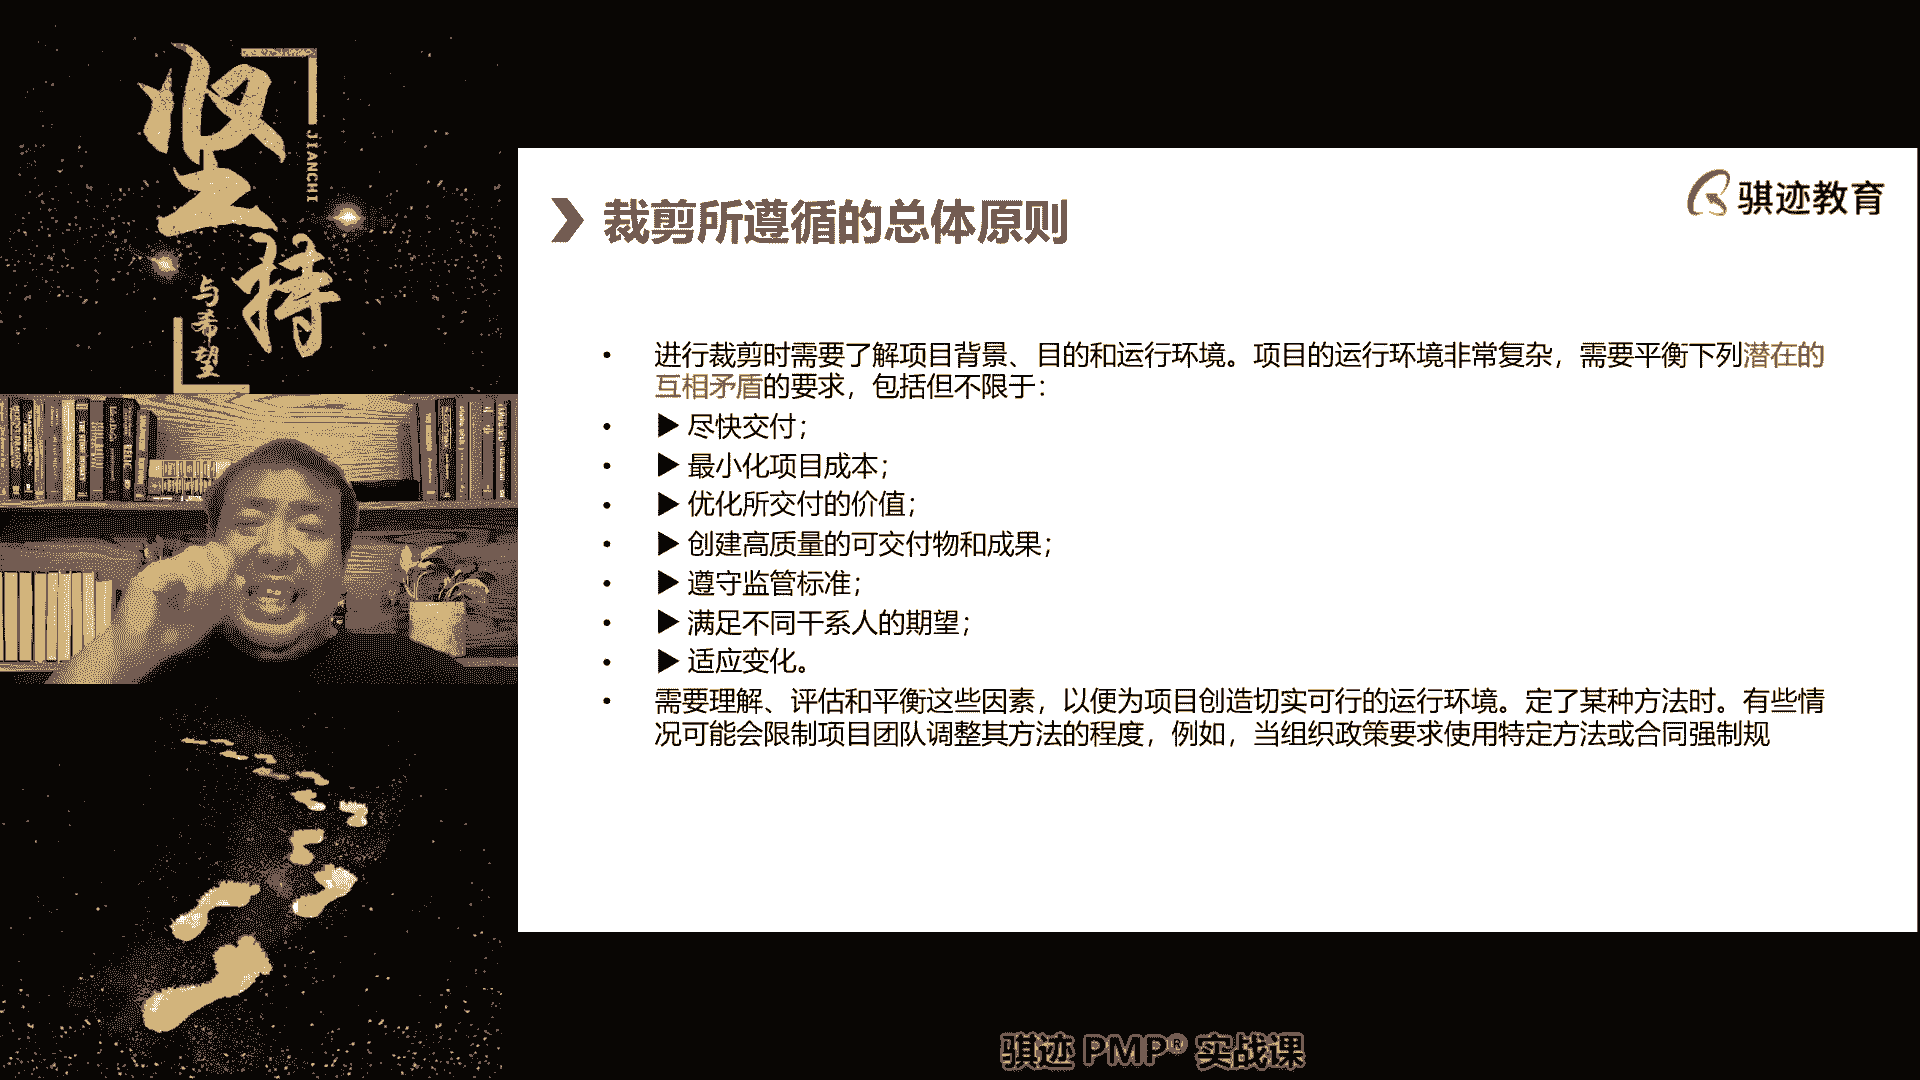 坚持
JIANCHI
与希望
骐迹教育
裁剪所遵循的总体原则
• 进行裁剪时需要了解项目背景、目的和运行环境。项目的运行环境非常复杂，需要平衡下列潜在的
互相矛盾的要求，包括但不限于：
• ▶ 尽快交付；
• ▶ 最小化项目成本；
• ▶ 优化所交付的价值；
• ▶ 创建高质量的可交付物和成果；
• ▶ 遵守监管标准；
• ▶ 满足不同干系人的期望；
• ▶ 适应变化。
• 需要理解、评估和平衡这些因素，以便为项目创造切实可行的运行环境。定了某种方法时。有些情
况可能会限制项目团队调整其方法的程度，例如，当组织政策要求使用特定方法或合同强制规
骐迹 PMP® 实战课